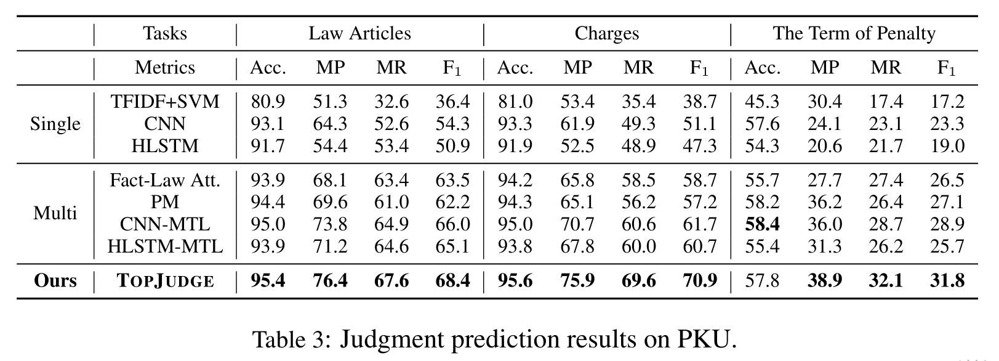 Tasks Law Articles Charges The Term of Penalty
Metrics Acc. MP MR F1 Acc. MP MR F1 Acc. MP MR F1
TFIDF+SVM 80.9 51.3 32.6 36.4 81.0 53.4 35.4 38.7 45.3 30.4 17.4 17.2
Single CNN 93.1 64.3 52.6 54.3 93.3 61.9 49.3 51.1 57.6 24.1 23.1 23.3
HLSTM 91.7 54.4 53.4 50.9 91.9 52.5 48.9 47.3 54.3 20.6 21.7 19.0
Fact-Law Att. 93.9 68.1 63.4 63.5 94.2 65.8 58.5 58.7 55.7 27.7 27.4 26.5
PM 94.4 69.6 61.0 62.2 94.3 65.1 56.2 57.2 58.2 36.2 26.4 27.1
Multi CNN-MTL 95.0 73.8 64.9 66.0 95.0 70.7 60.6 61.7 58.4 36.0 28.7 28.9
HLSTM-MTL 93.9 71.2 64.6 65.1 93.8 67.8 60.0 60.7 55.4 31.3 26.2 25.7
Ours TOPJUDGE 95.4 76.4 67.6 68.4 95.6 75.9 69.6 70.9 57.8 38.9 32.1 31.8
Table 3: Judgment prediction results on PKU.